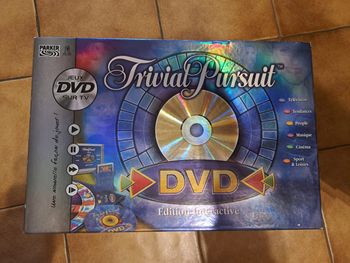 PARKER
JEUX
DVD
SUR TV
Une nouvelle façon de jouer !
Trivial Pursuit
Télévision
Tendances
People
Musique
Cinéma
Sport
& Loisirs
DVD
Edition Interactive